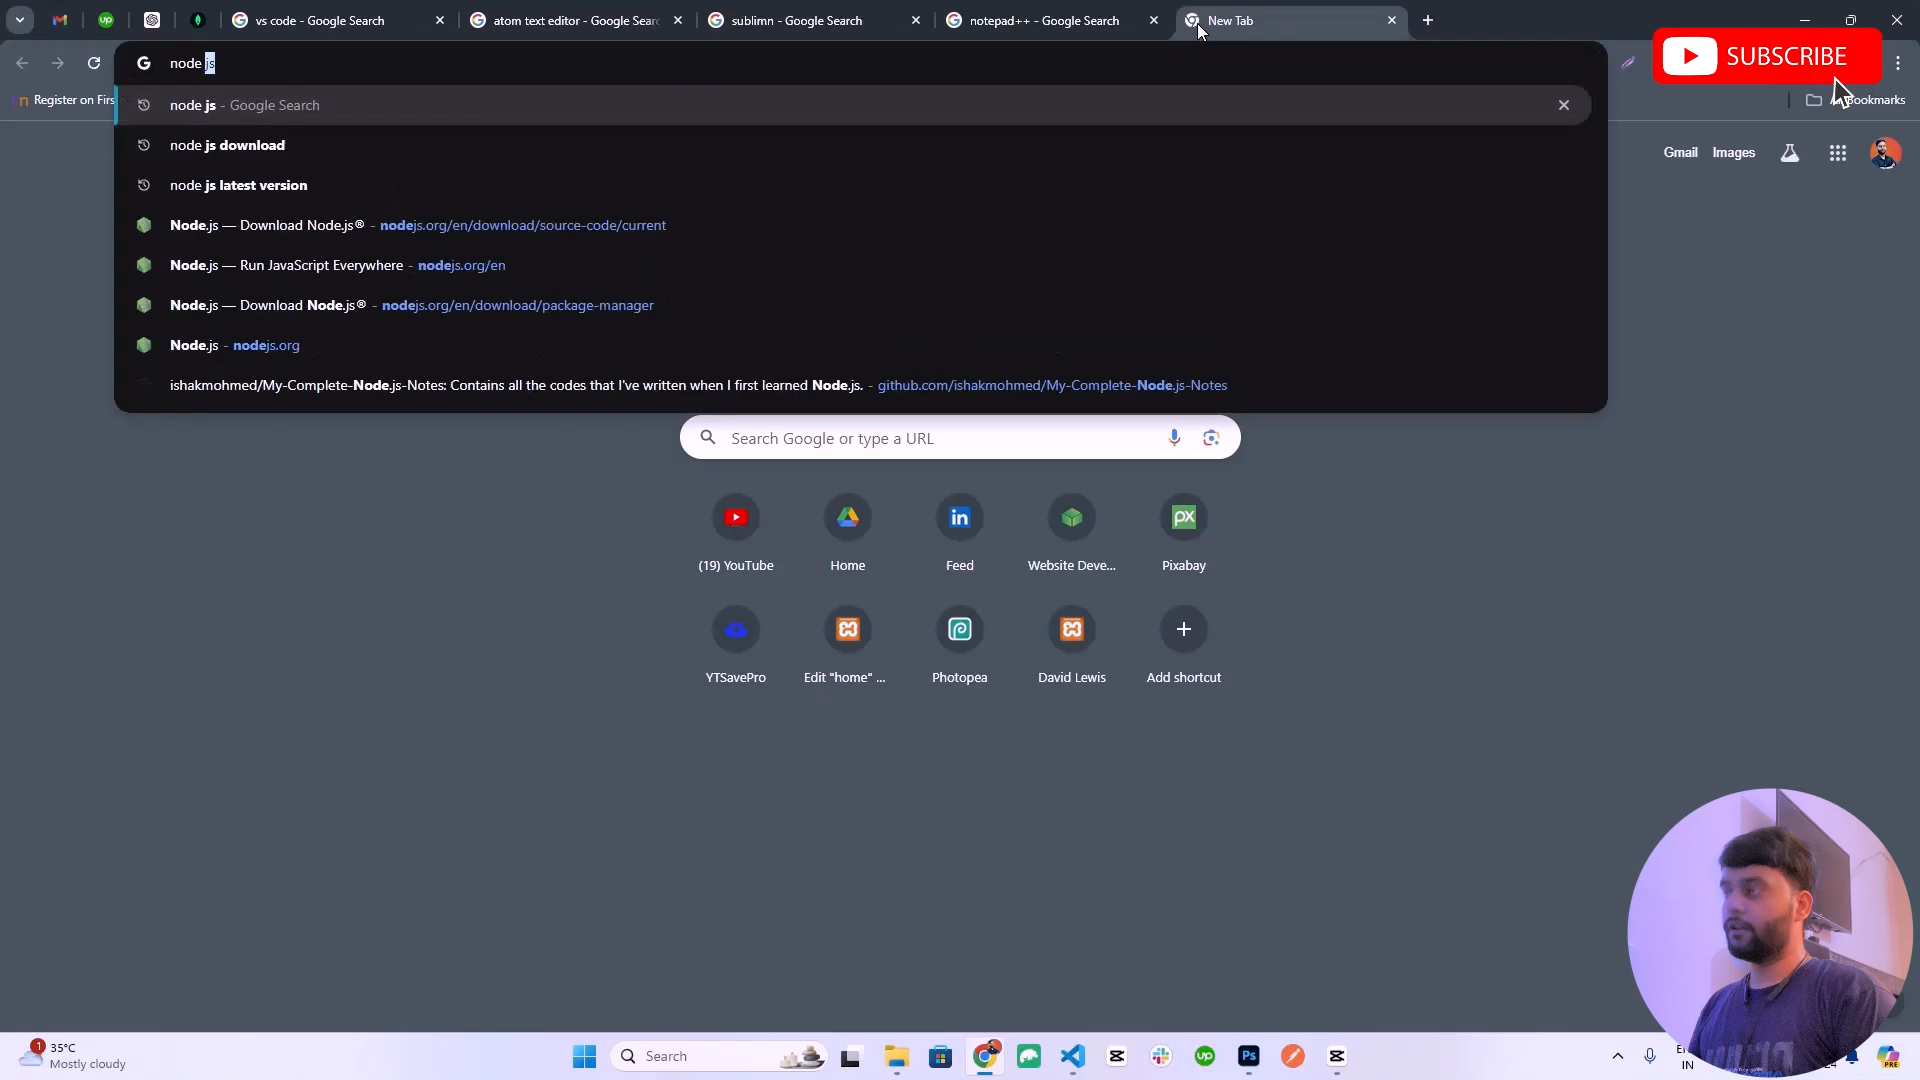 vs code - Google Search
atom text editor - Google Sear
sublimn - Google Search
notepad++ - Google Search
New Tab
node js
SUBSCRIBE
Register on Firs
Bookmarks
node js - Google Search
node js download
node js latest version
Node.js — Download Node.js® - nodejs.org/en/download/source-code/current
Node.js — Run JavaScript Everywhere - nodejs.org/en
Node.js — Download Node.js® - nodejs.org/en/download/package-manager
Node.js - nodejs.org
ishakmohmed/My-Complete-Node.js-Notes: Contains all the codes that I've written when I first learned Node.js. - github.com/ishakmohmed/My-Complete-Node.js-Notes
Gmail Images
Search Google or type a URL
(19) YouTube
Home
Feed
Website Deve...
Pixabay
YTSavePro
Edit "home" ...
Photopea
David Lewis
Add shortcut
1
35°C
Mostly cloudy
Search
IN
PRE